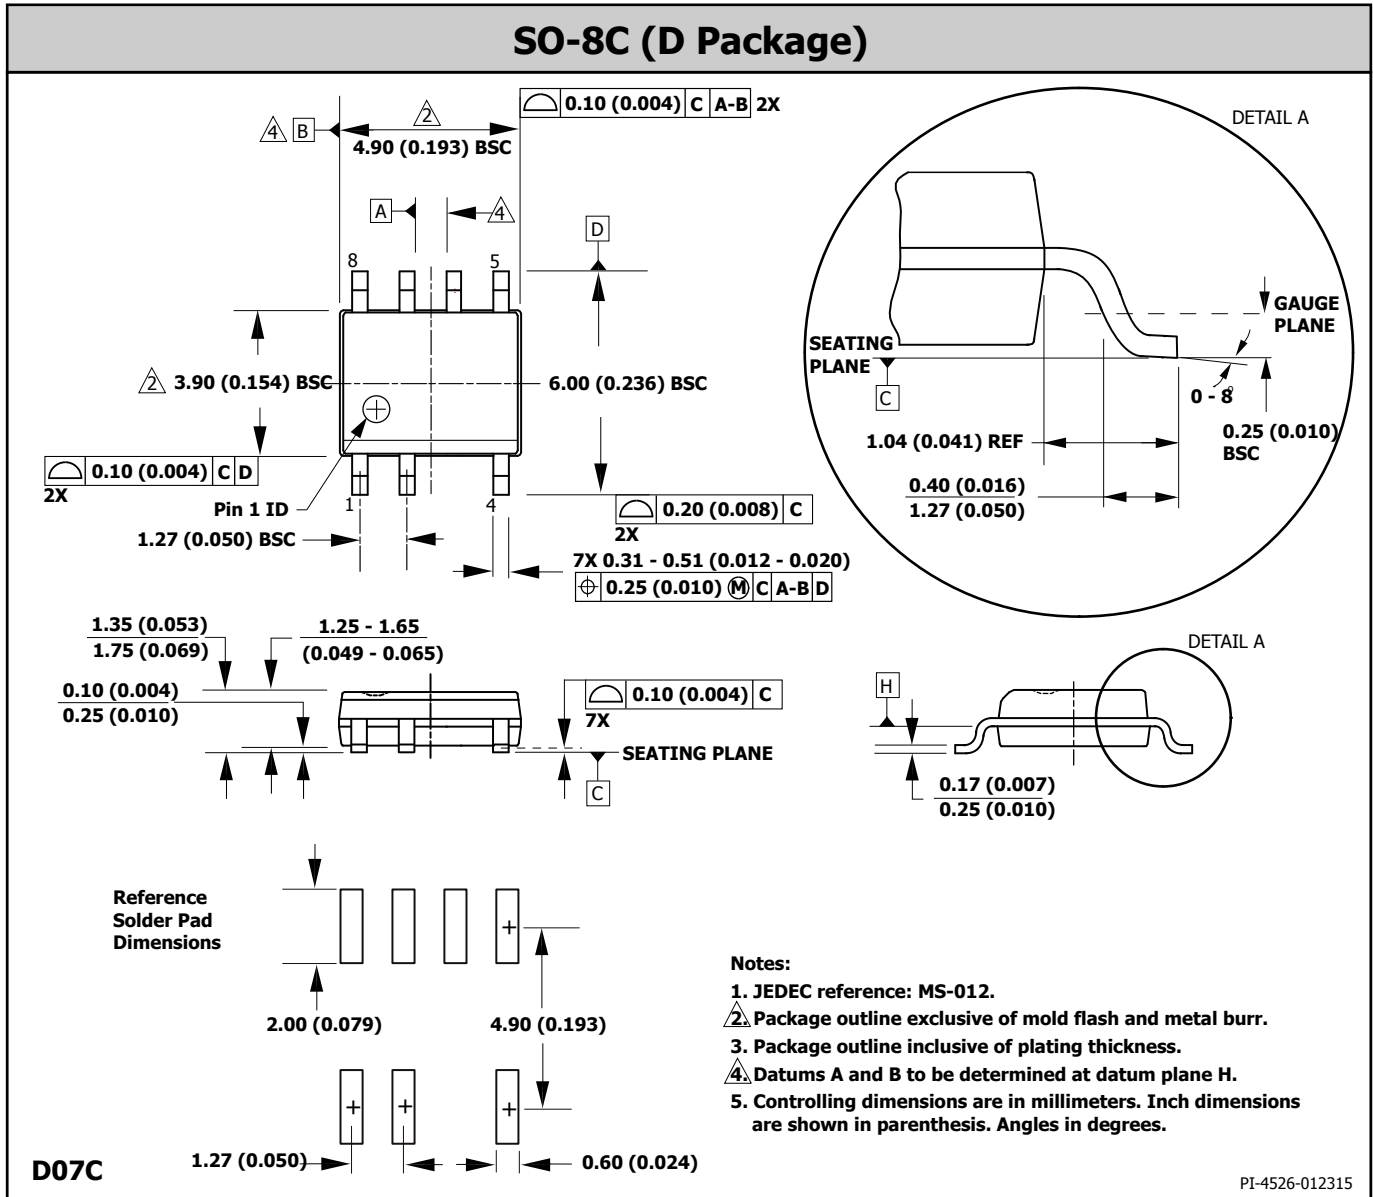 SO-8C (D Package)
0.10 (0.004) C A-B 2X
DETAIL A
4 B
2
4.90 (0.193) BSC
A
4
D
8
5
GAUGE
PLANE
SEATING
PLANE
2 3.90 (0.154) BSC
6.00 (0.236) BSC
C
0 - 8°
1.04 (0.041) REF
0.25 (0.010)
BSC
0.10 (0.004) C D
2X
0.40 (0.016)
1.27 (0.050)
Pin 1 ID
1
4
0.20 (0.008) C
2X
1.27 (0.050) BSC
7X 0.31 - 0.51 (0.012 - 0.020)
0.25 (0.010) M C A-B D
1.35 (0.053)
1.75 (0.069)
1.25 - 1.65
(0.049 - 0.065)
DETAIL A
0.10 (0.004)
0.25 (0.010)
0.10 (0.004) C
7X
H
SEATING PLANE
C
0.17 (0.007)
0.25 (0.010)
Reference
Solder Pad
Dimensions
2.00 (0.079)
4.90 (0.193)
Notes:
1. JEDEC reference: MS-012.
2. Package outline exclusive of mold flash and metal burr.
3. Package outline inclusive of plating thickness.
4. Datums A and B to be determined at datum plane H.
5. Controlling dimensions are in millimeters. Inch dimensions
are shown in parenthesis. Angles in degrees.
1.27 (0.050)
0.60 (0.024)
D07C
PI-4526-012315